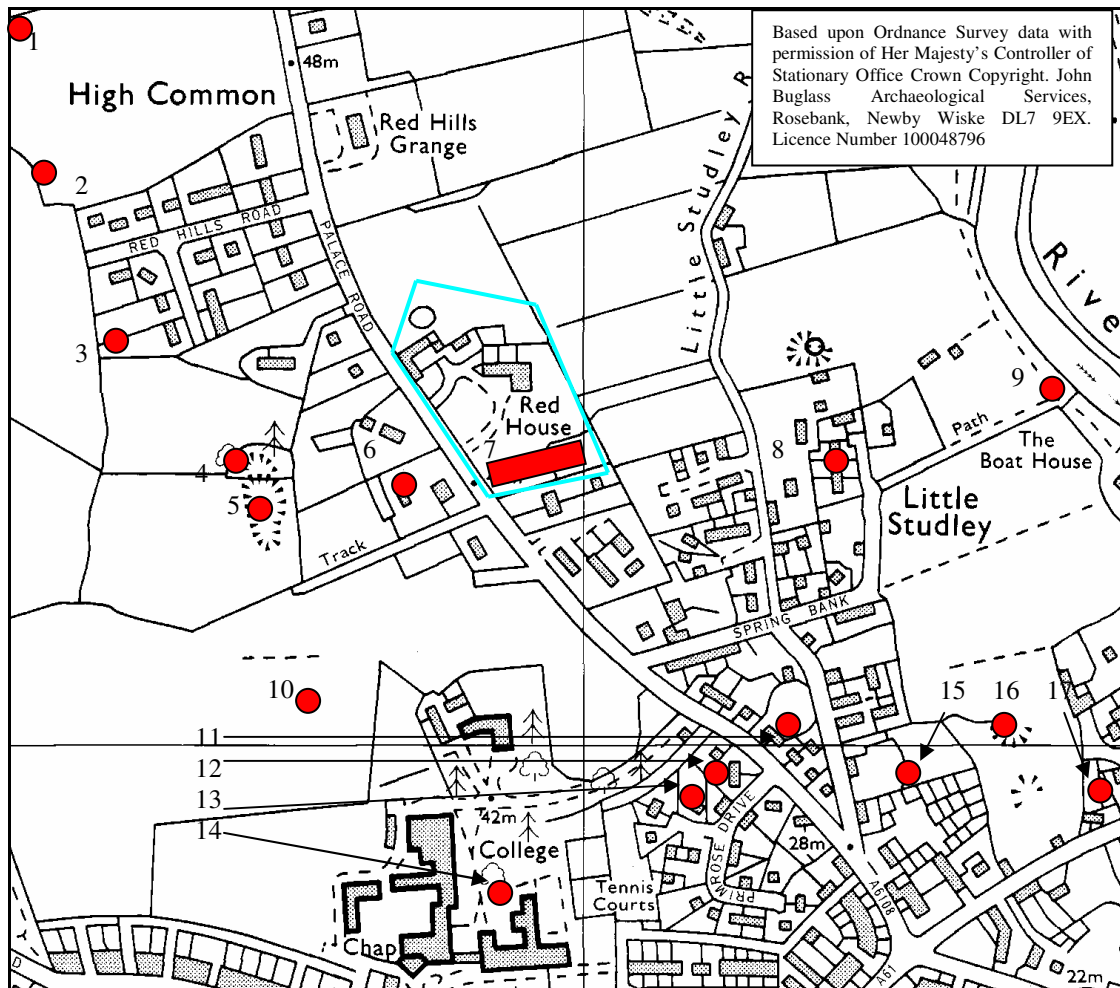 1
48m
High Common
Red Hills
Grange
Based upon Ordnance Survey data with
permission of Her Majesty's Controller of
Stationary Office Crown Copyright. John
Buglass Archaeological Services,
Rosebank, Newby Wiske DL7 9EX.
Licence Number 100048796
2
RED HILLS ROAD
PALACE ROAD
Little Studley R
River
3
Red
House
4
5
6
7
8
9
Path
The
Boat House
Little
Studley
Track
SPRING BANK
10
11
12
13
14
15
16
17
42m
College
PRIMROSE DRIVE
28m
Tennis
Courts
Chap
A6108
A61
22m
D